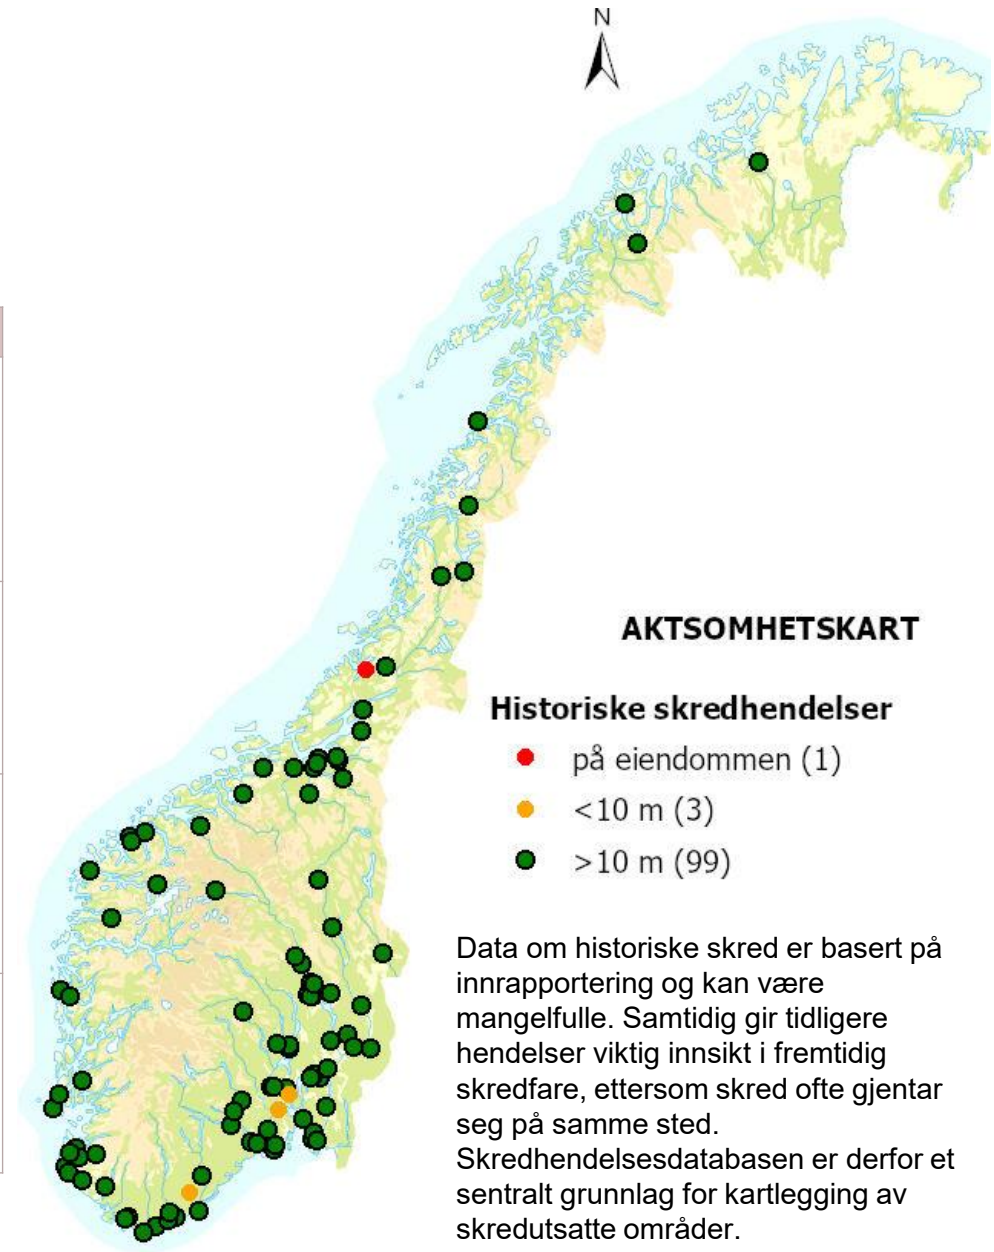 N
AKTSOMHETSKART
Historiske skredhendelser
på eiendommen (1)
<10 m (3)
>10 m (99)
Data om historiske skred er basert på
innrapportering og kan være
mangelfulle. Samtidig gir tidligere
hendelser viktig innsikt i fremtidig
skredfare, ettersom skred ofte gjentar
seg på samme sted.
Skredhendelsesdatabasen er derfor et
sentralt grunnlag for kartlegging av
skredutsatte områder.